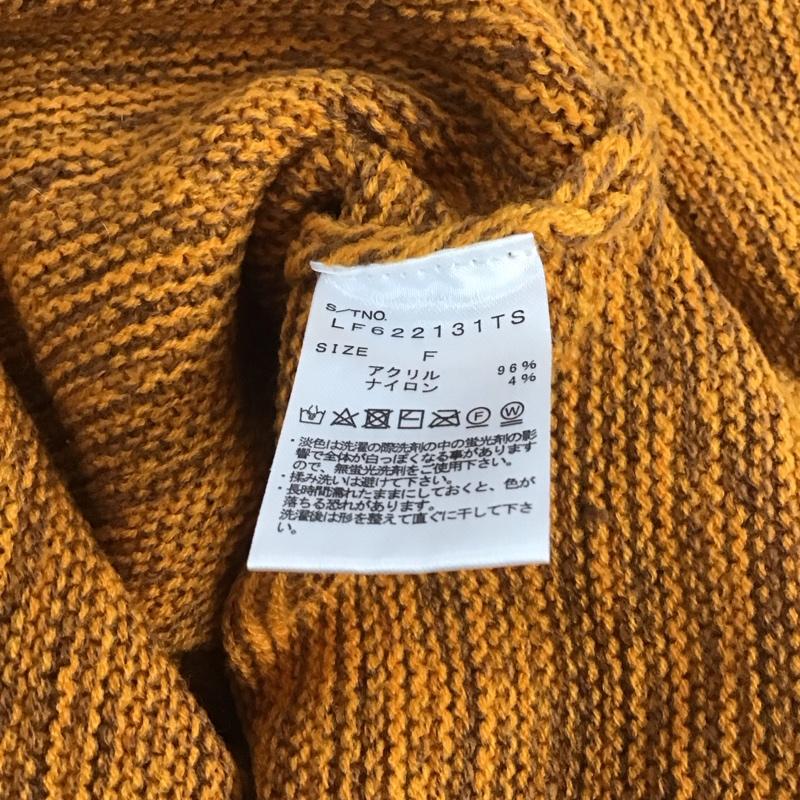 S/TNO.
LF622131TS
SIZE F
アクリル 96%
ナイロン 4%
・淡色は洗濯の際洗剤の中の蛍光剤の影
響で全体が白っぽくなる事があります
ので、無蛍光洗剤をご使用下さい。
・揉み洗いは避けて下さい。
・長時間濡れたままにしておくと、色が
落ちる恐れがあります。
洗濯後は形を整えて直ぐに干して下さ
い。